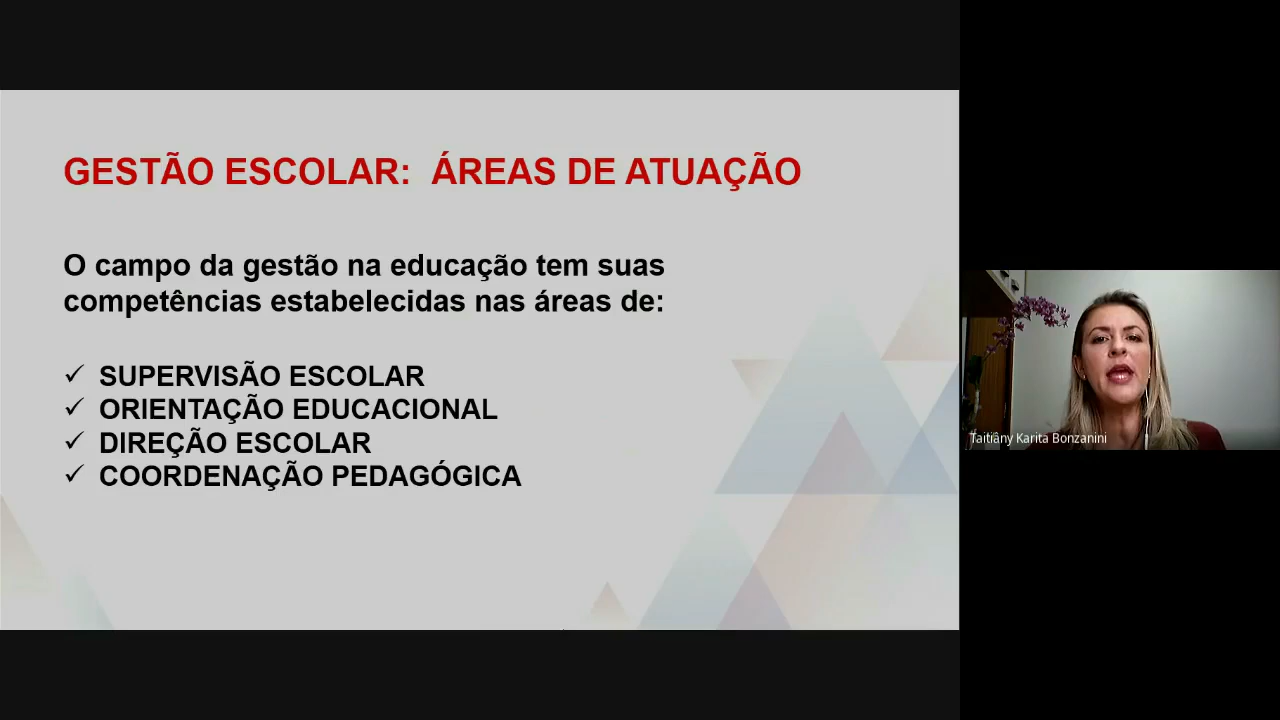 GESTÃO ESCOLAR: ÁREAS DE ATUAÇÃO
O campo da gestão na educação tem suas
competências estabelecidas nas áreas de:
✓ SUPERVISÃO ESCOLAR
✓ ORIENTAÇÃO EDUCACIONAL
✓ DIREÇÃO ESCOLAR
✓ COORDENAÇÃO PEDAGÓGICA
Taitiâny Karita Bonzanini